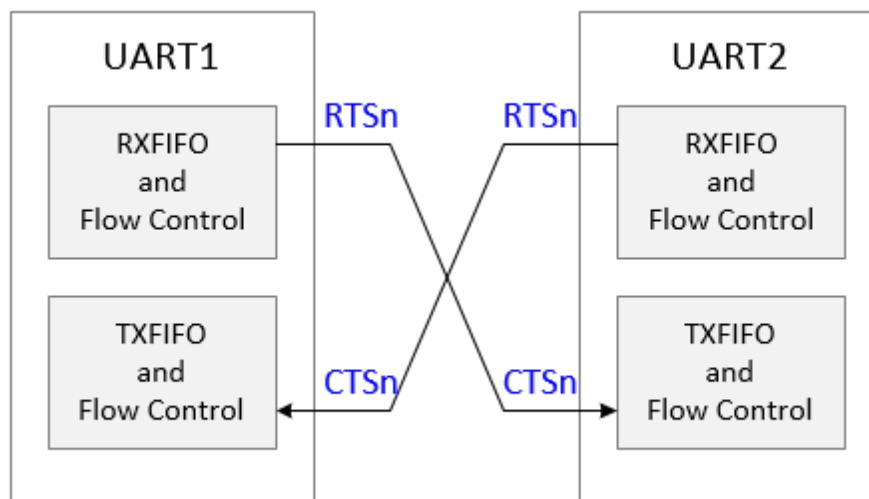 UART1
RXFIFO
and
Flow Control
TXFIFO
and
Flow Control
RTSn
CTSn
RTSn
CTSn
UART2
RXFIFO
and
Flow Control
TXFIFO
and
Flow Control